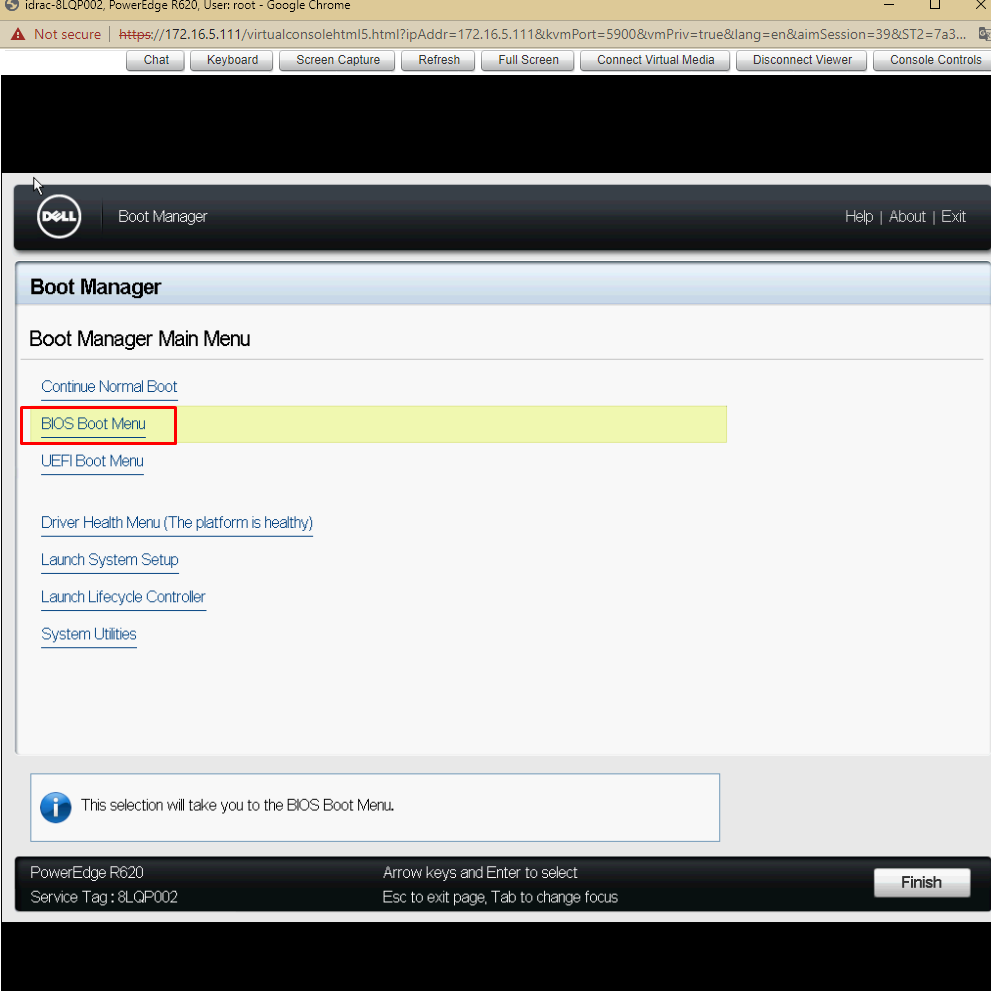 idrac-8LQP002, PowerEdge R620, User: root - Google Chrome
Not secure | https://172.16.5.111/virtualconsolehtml5.html?ipAddr=172.16.5.111&kvmPort=5900&vmPriv=true&lang=en&aimSession=39&ST2=7a3...
Chat Keyboard Screen Capture Refresh Full Screen Connect Virtual Media Disconnect Viewer Console Controls
DELL Boot Manager Help | About | Exit
Boot Manager
Boot Manager Main Menu
Continue Normal Boot
BIOS Boot Menu
UEFI Boot Menu
Driver Health Menu (The platform is healthy)
Launch System Setup
Launch Lifecycle Controller
System Utilities
This selection will take you to the BIOS Boot Menu.
PowerEdge R620 Arrow keys and Enter to select
Service Tag : 8LQP002 Esc to exit page, Tab to change focus
Finish